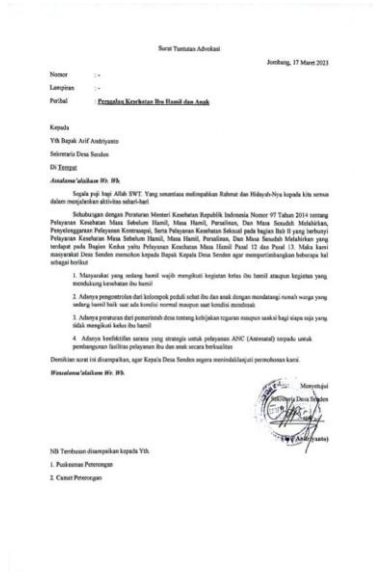 Surat Tuntutan Advokasi
Jombang, 17 Maret 2023
Nomor : -
Lampiran : -
Perihal : Persoalan Kesehatan Ibu Hamil dan Anak
Kepada
Yth Bapak Arif Andriyanto
Sekretaris Desa Senden
Di Tempat
Assalamu'alaikum Wr. Wb.
Segala puji bagi Allah SWT. Yang senantiasa melimpahkan Rahmat dan Hidayah-Nya kepada kita semua
dalam menjalankan aktivitas sehari-hari
Sehubungan dengan Peraturan Menteri Kesehatan Republik Indonesia Nomor 97 Tahun 2014 tentang
Pelayanan Kesehatan Masa Sebelum Hamil, Masa Hamil, Persalinan, Dan Masa Sesudah Melahirkan,
Penyelenggaraan Pelayanan Kontrasepsi, Serta Pelayanan Kesehatan Seksual pada bagian Bab II yang berbunyi
Pelayanan Kesehatan Masa Sebelum Hamil, Masa Hamil, Persalinan, Dan Masa Sesudah Melahirkan yang
terdapat pada Bagian Kedua yaitu Pelayanan Kesehatan Masa Hamil Pasal 12 dan Pasal 13. Maka kami
masyarakat Desa Senden memohon kepada Bapak Kepala Desa Senden agar mempertimbangkan beberapa hal
sebagai berikut
1. Masyarakat yang sedang hamil wajib mengikuti kegiatan kelas ibu hamil ataupun kegiatan yang
mendukung kesehatan ibu hamil
2. Adanya pengontrolan dari kelompok peduli sehat ibu dan anak dengan mendatangi rumah warga yang
sedang hamil baik saat ada kondisi normal maupun saat kondisi mendesak
3. Adanya peraturan dari pemerintah desa tentang kebijakan teguran maupun sanksi bagi siapa saja yang
tidak mengikuti kelas ibu hamil
4. Adanya keefektifan sarana yang strategis untuk pelayanan ANC (Antenatal) terpadu untuk
pembangunan fasilitas pelayanan ibu dan anak secara berkualitas
Demikian surat ini disampaikan, agar Kepala Desa Senden segera menindaklanjuti permohonan kami.
Wassalamu'alaikum Wr. Wb.
Menyetujui
Sekretaris Desa Senden
NB Tembusan disampaikan kepada Yth.
1. Puskesmas Peterongan
2. Camat Peterongan